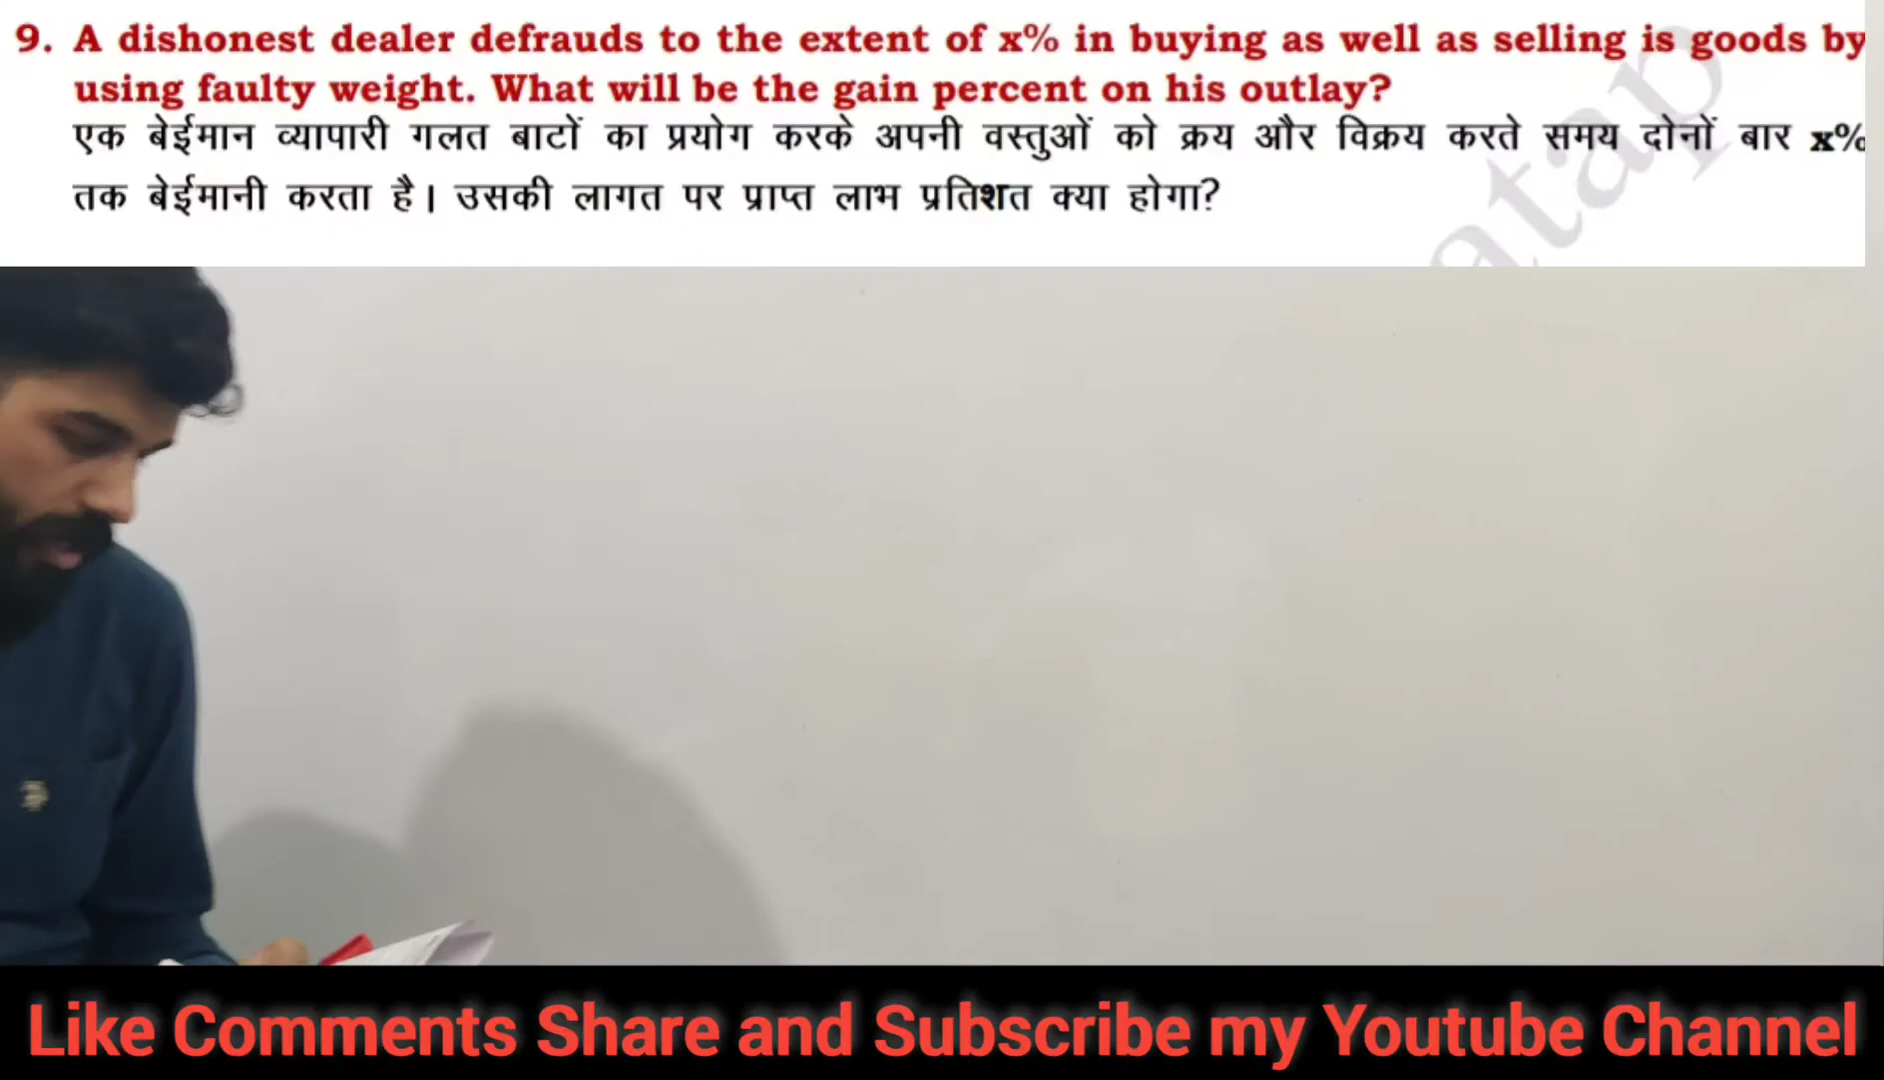 9. A dishonest dealer defrauds to the extent of x% in buying as well as selling is goods by
using faulty weight. What will be the gain percent on his outlay?
एक बेईमान व्यापारी गलत बाटों का प्रयोग करके अपनी वस्तुओं को क्रय और विक्रय करते समय दोनों बार x%
तक बेईमानी करता है। उसकी लागत पर प्राप्त लाभ प्रतिशत क्या होगा?
atap
Like Comments Share and Subscribe my Youtube Channel